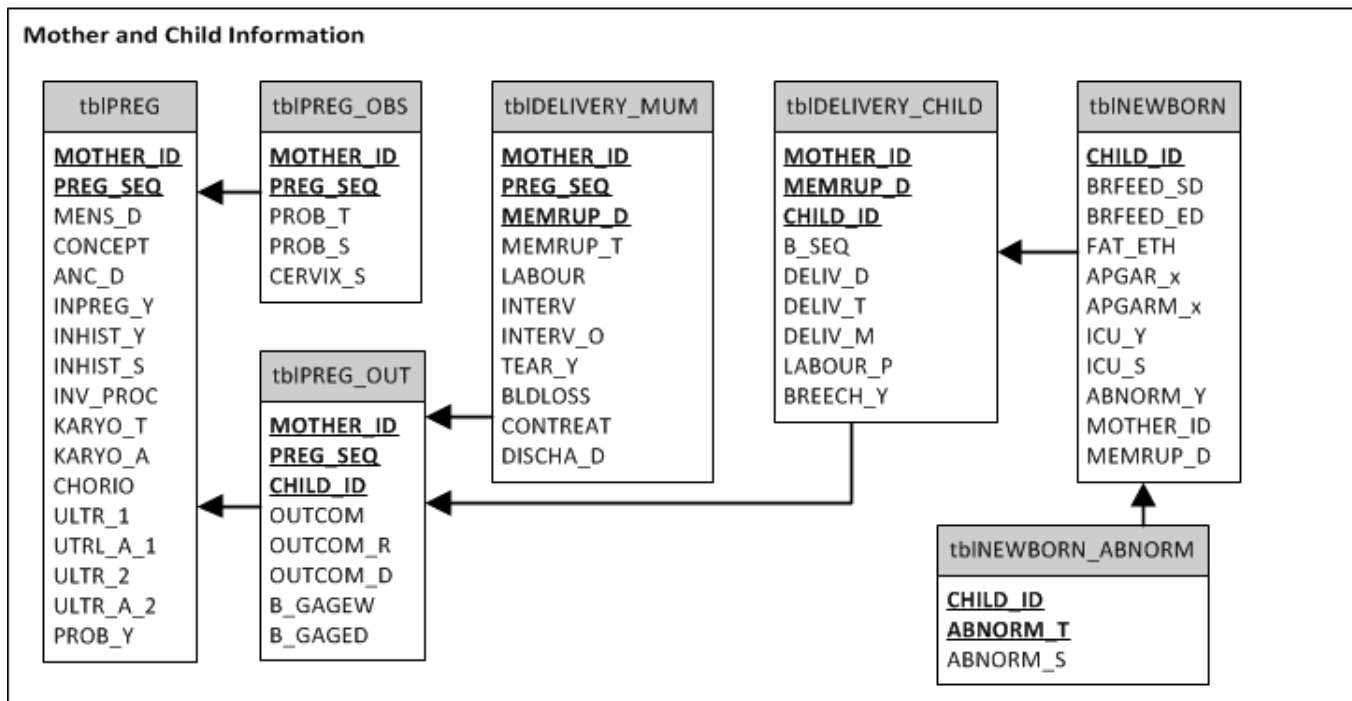 Mother and Child Information
tblPREG
MOTHER_ID
PREG_SEQ
MENS_D
CONCEPT
ANC_D
INPREG_Y
INHIST_Y
INHIST_S
INV_PROC
KARYO_T
KARYO_A
CHORIO
ULTR_1
UTRL_A_1
ULTR_2
ULTR_A_2
PROB_Y
tblPREG_OBS
MOTHER_ID
PREG_SEQ
PROB_T
PROB_S
CERVIX_S
tblPREG_OUT
MOTHER_ID
PREG_SEQ
CHILD_ID
OUTCOM
OUTCOM_R
OUTCOM_D
B_GAGEW
B_GAGED
tblDELIVERY_MUM
MOTHER_ID
PREG_SEQ
MEMRUP_D
MEMRUP_T
LABOUR
INTERV
INTERV_O
TEAR_Y
BLDLOSS
CONTREAT
DISCHA_D
tblDELIVERY_CHILD
MOTHER_ID
MEMRUP_D
CHILD_ID
B_SEQ
DELIV_D
DELIV_T
DELIV_M
LABOUR_P
BREECH_Y
tblNEWBORN
CHILD_ID
BRFEED_SD
BRFEED_ED
FAT_ETH
APGAR_x
APGARM_x
ICU_Y
ICU_S
ABNORM_Y
MOTHER_ID
MEMRUP_D
tblNEWBORN_ABNORM
CHILD_ID
ABNORM_T
ABNORM_S